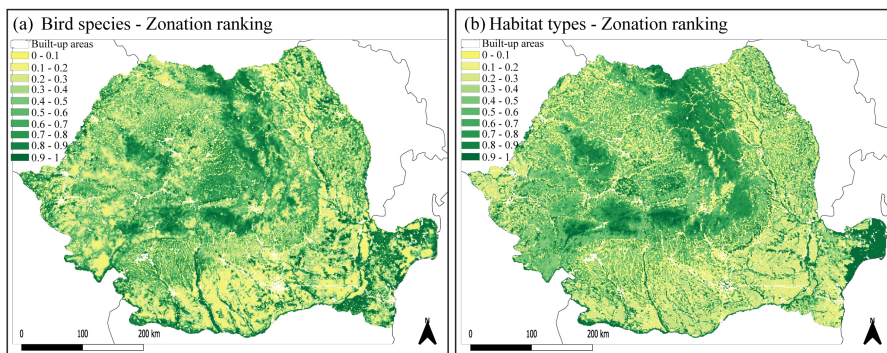 (a) Bird species - Zonation ranking
Built-up areas
0 - 0.1
0.1 - 0.2
0.2 - 0.3
0.3 - 0.4
0.4 - 0.5
0.5 - 0.6
0.6 - 0.7
0.7 - 0.8
0.8 - 0.9
0.9 - 1
0 100 200 km
N
(b) Habitat types - Zonation ranking
Built-up areas
0 - 0.1
0.1 - 0.2
0.2 - 0.3
0.3 - 0.4
0.4 - 0.5
0.5 - 0.6
0.6 - 0.7
0.7 - 0.8
0.8 - 0.9
0.9 - 1
0 100 200 km
N